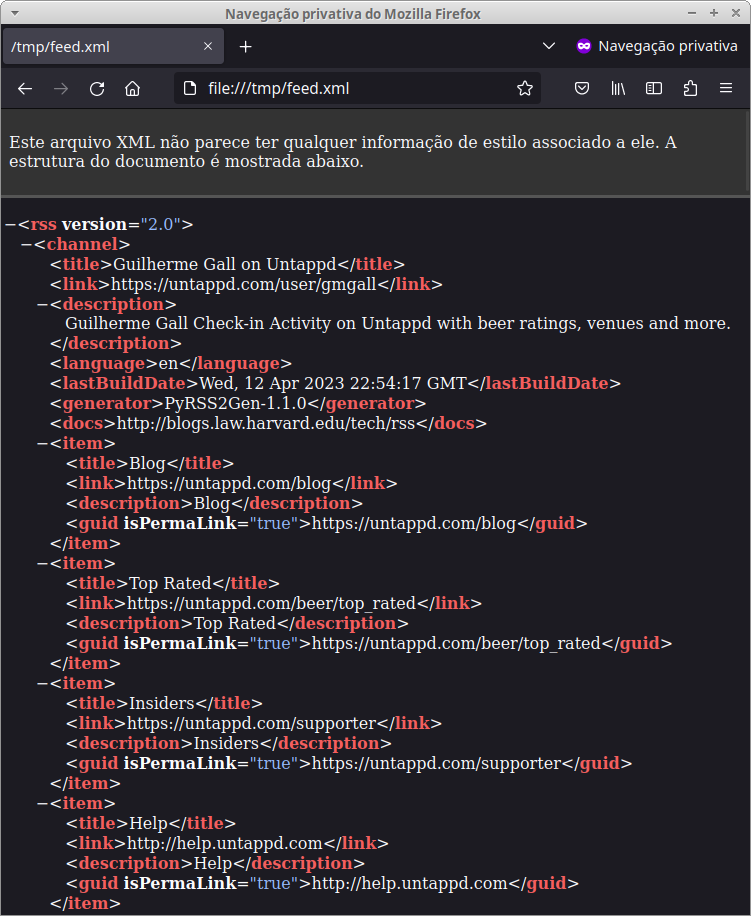 Navegação privativa do Mozilla Firefox
/tmp/feed.xml
Navegação privativa
file:///tmp/feed.xml
Este arquivo XML não parece ter qualquer informação de estilo associado a ele. A
estrutura do documento é mostrada abaixo.
−<rss version="2.0">
−<channel>
<title>Guilherme Gall on Untappd</title>
<link>https://untappd.com/user/gmgall</link>
−<description>
Guilherme Gall Check-in Activity on Untappd with beer ratings, venues and more.
</description>
<language>en</language>
<lastBuildDate>Wed, 12 Apr 2023 22:54:17 GMT</lastBuildDate>
<generator>PyRSS2Gen-1.1.0</generator>
<docs>http://blogs.law.harvard.edu/tech/rss</docs>
−<item>
<title>Blog</title>
<link>https://untappd.com/blog</link>
<description>Blog</description>
<guid isPermaLink="true">https://untappd.com/blog</guid>
</item>
−<item>
<title>Top Rated</title>
<link>https://untappd.com/beer/top_rated</link>
<description>Top Rated</description>
<guid isPermaLink="true">https://untappd.com/beer/top_rated</guid>
</item>
−<item>
<title>Insiders</title>
<link>https://untappd.com/supporter</link>
<description>Insiders</description>
<guid isPermaLink="true">https://untappd.com/supporter</guid>
</item>
−<item>
<title>Help</title>
<link>http://help.untappd.com</link>
<description>Help</description>
<guid isPermaLink="true">http://help.untappd.com</guid>
</item>